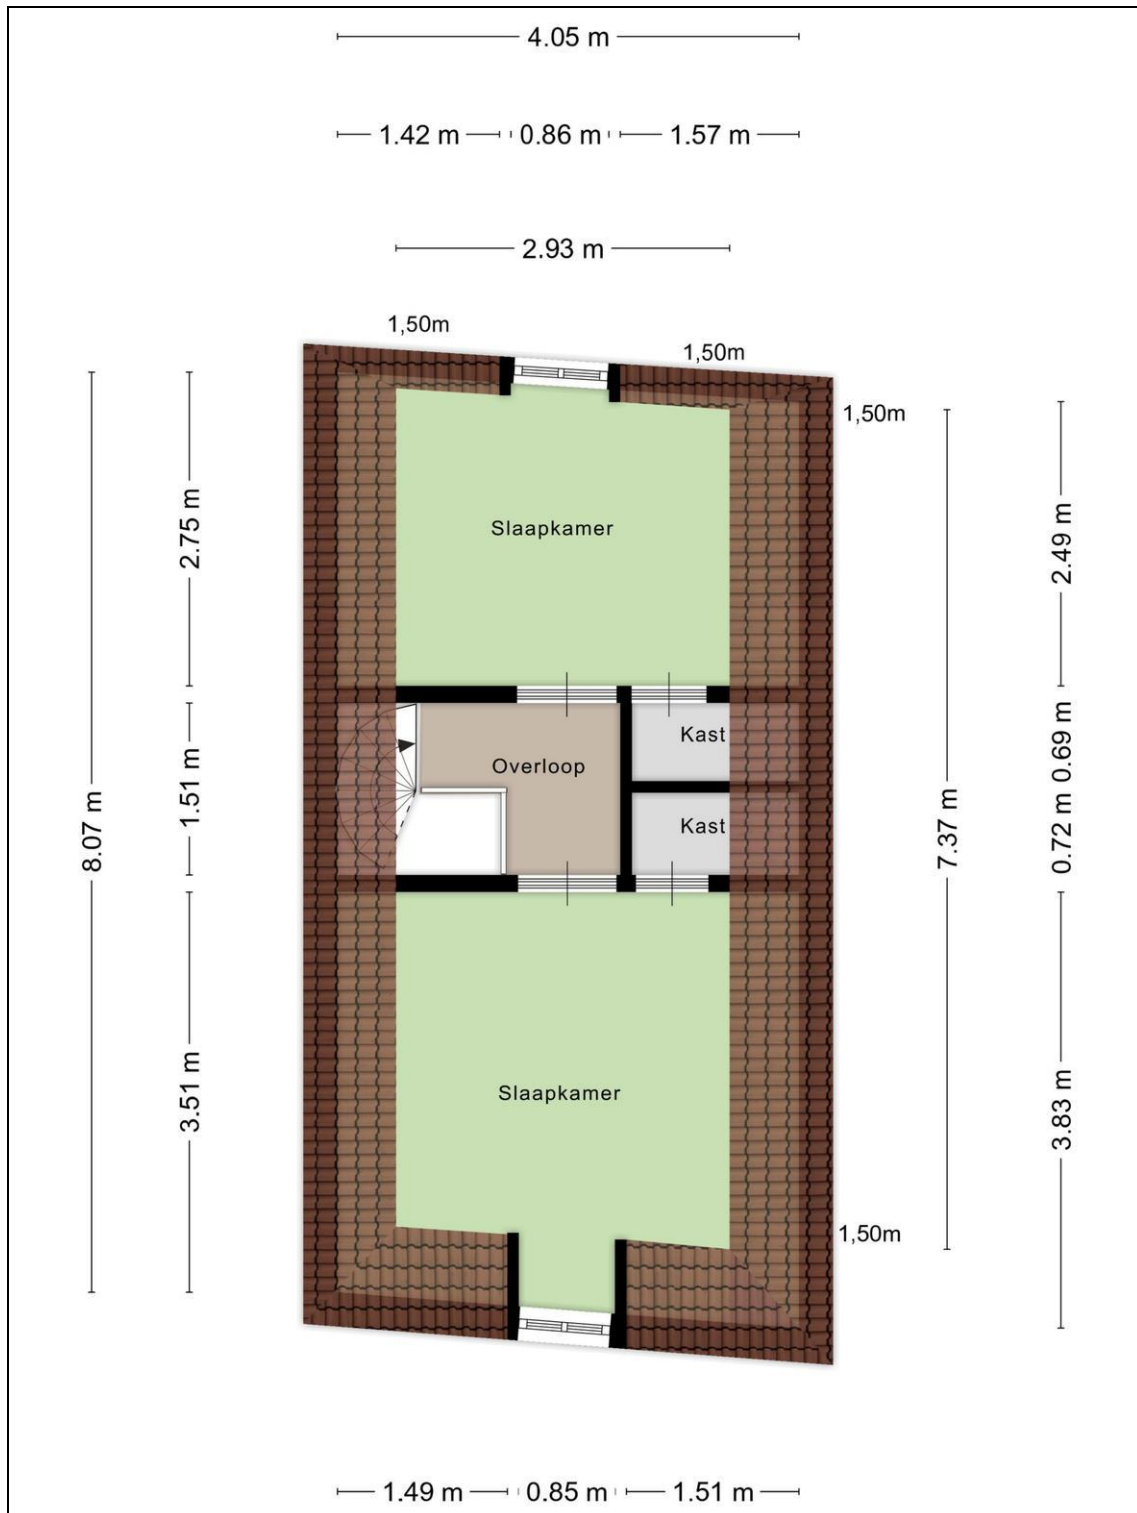 4.05 m
1.42 m
0.86 m
1.57 m
2.93 m
1,50m
1,50m
1,50m
8.07 m
2.75 m
1.51 m
3.51 m
Slaapkamer
Overloop
Kast
Kast
Slaapkamer
7.37 m
2.49 m
0.69 m
0.72 m
3.83 m
1,50m
1.49 m
0.85 m
1.51 m